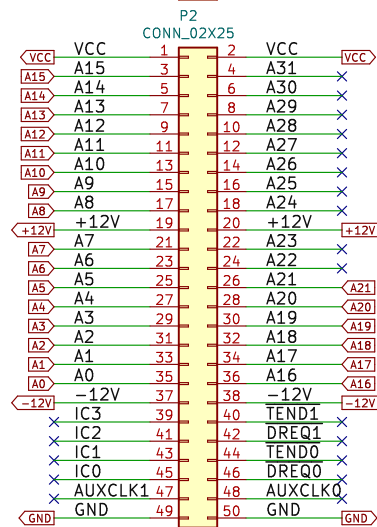 P2
CONN_02X25
VCC VCC 1 2 VCC VCC
A15 A15 3 4 A31
A14 A14 5 6 A30
A13 A13 7 8 A29
A12 A12 9 10 A28
A11 A11 11 12 A27
A10 A10 13 14 A26
A9 A9 15 16 A25
A8 A8 17 18 A24
+12V +12V 19 20 +12V +12V
A7 A7 21 22 A23
A6 A6 23 24 A22
A5 A5 25 26 A21 A21
A4 A4 27 28 A20 A20
A3 A3 29 30 A19 A19
A2 A2 31 32 A18 A18
A1 A1 33 34 A17 A17
A0 A0 35 36 A16 A16
-12V -12V 37 38 -12V -12V
IC3 39 40 TEND1
IC2 41 42 DREQ1
IC1 43 44 TEND0
IC0 45 46 DREQ0
AUXCLK1 47 48 AUXCLK0
GND GND 49 50 GND GND